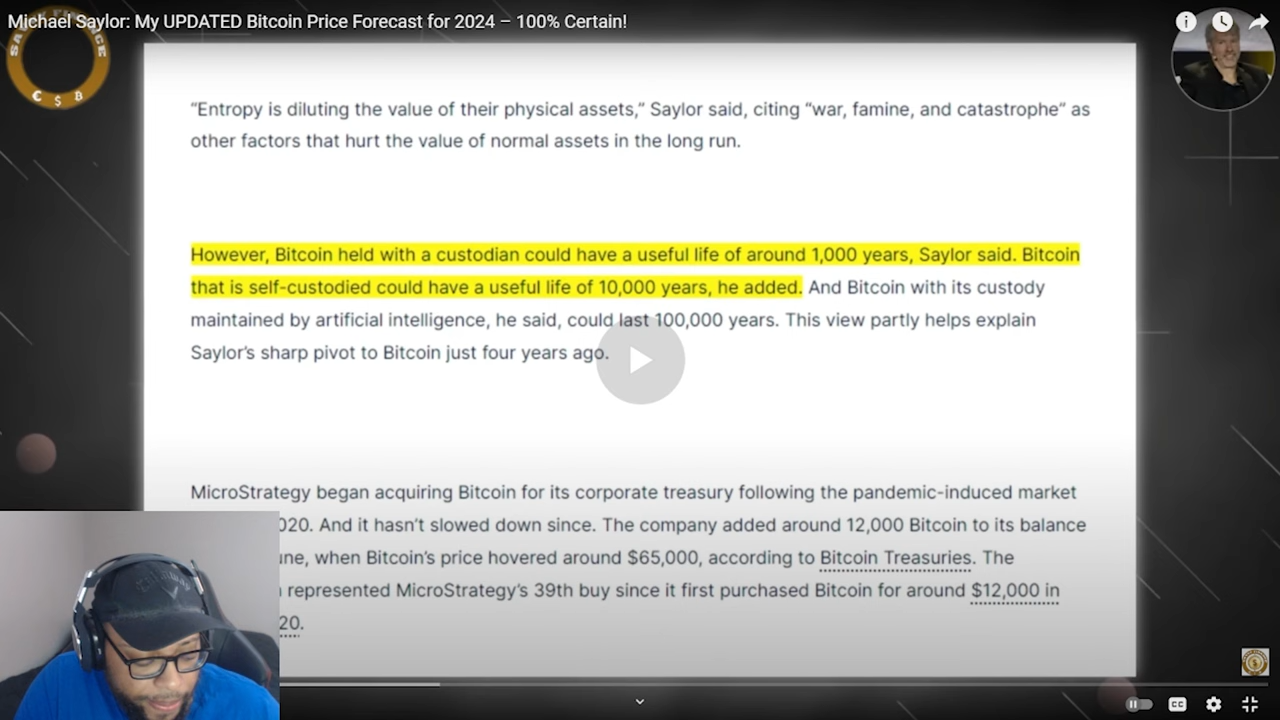 Michael Saylor: My UPDATED Bitcoin Price Forecast for 2024 – 100% Certain!
“Entropy is diluting the value of their physical assets,” Saylor said, citing “war, famine, and catastrophe” as
other factors that hurt the value of normal assets in the long run.
However, Bitcoin held with a custodian could have a useful life of around 1,000 years, Saylor said. Bitcoin
that is self-custodied could have a useful life of 10,000 years, he added. And Bitcoin with its custody
maintained by artificial intelligence, he said, could last 100,000 years. This view partly helps explain
Saylor’s sharp pivot to Bitcoin just four years ago.
MicroStrategy began acquiring Bitcoin for its corporate treasury following the pandemic-induced market
020. And it hasn’t slowed down since. The company added around 12,000 Bitcoin to its balance
une, when Bitcoin’s price hovered around $65,000, according to Bitcoin Treasuries. The
represented MicroStrategy’s 39th buy since it first purchased Bitcoin for around $12,000 in
20.
CC